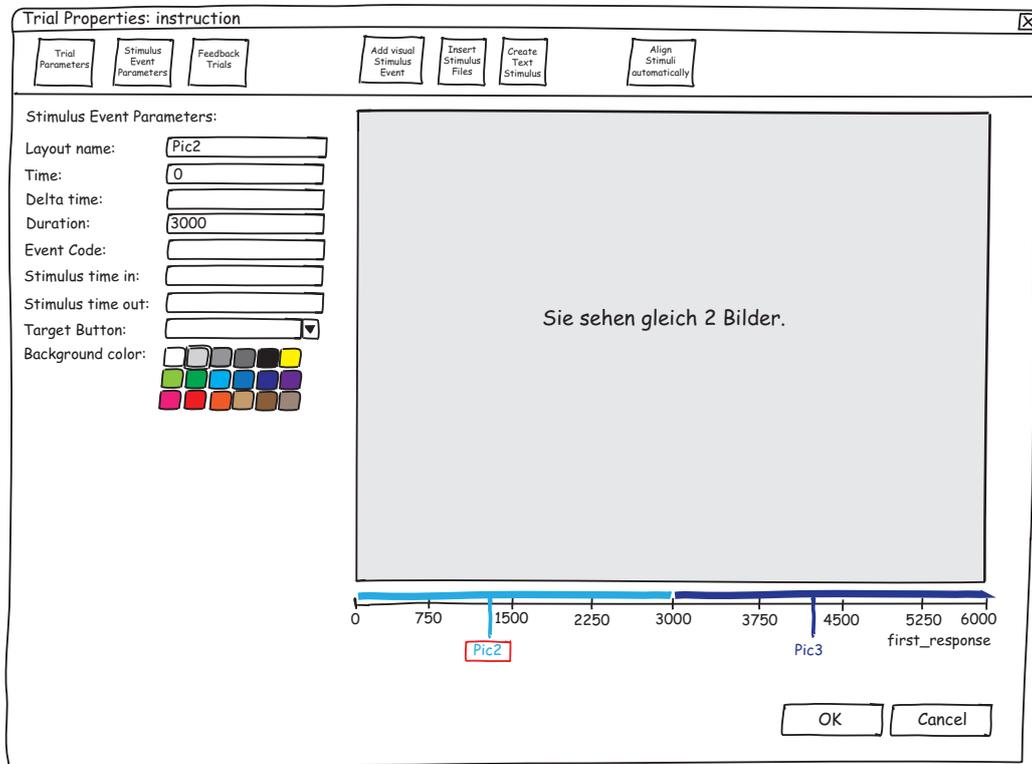 Trial Properties: instruction
Trial
Parameters
Stimulus
Event
Parameters
Feedback
Trials
Add visual
Stimulus
Event
Insert
Stimulus
Files
Create
Text
Stimulus
Align
Stimuli
automatically
Stimulus Event Parameters:
Layout name: Pic2
Time: 0
Delta time:
Duration: 3000
Event Code:
Stimulus time in:
Stimulus time out:
Target Button:
Background color:
Sie sehen gleich 2 Bilder.
0 750 1500 2250 3000 3750 4500 5250 6000
first_response
Pic2 Pic3
OK Cancel